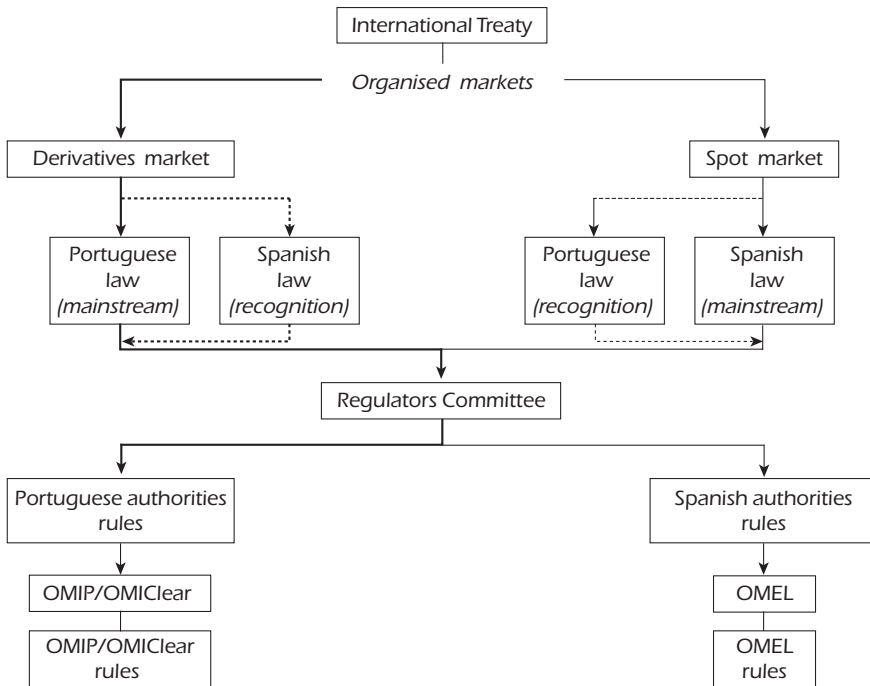 International Treaty
Organised markets
Derivatives market
Spot market
Portuguese
law
(mainstream)
Spanish
law
(recognition)
Portuguese
law
(recognition)
Spanish
law
(mainstream)
Regulators Committee
Portuguese authorities
rules
Spanish authorities
rules
OMIP/OMIClear
OMEL
OMIP/OMIClear
rules
OMEL
rules